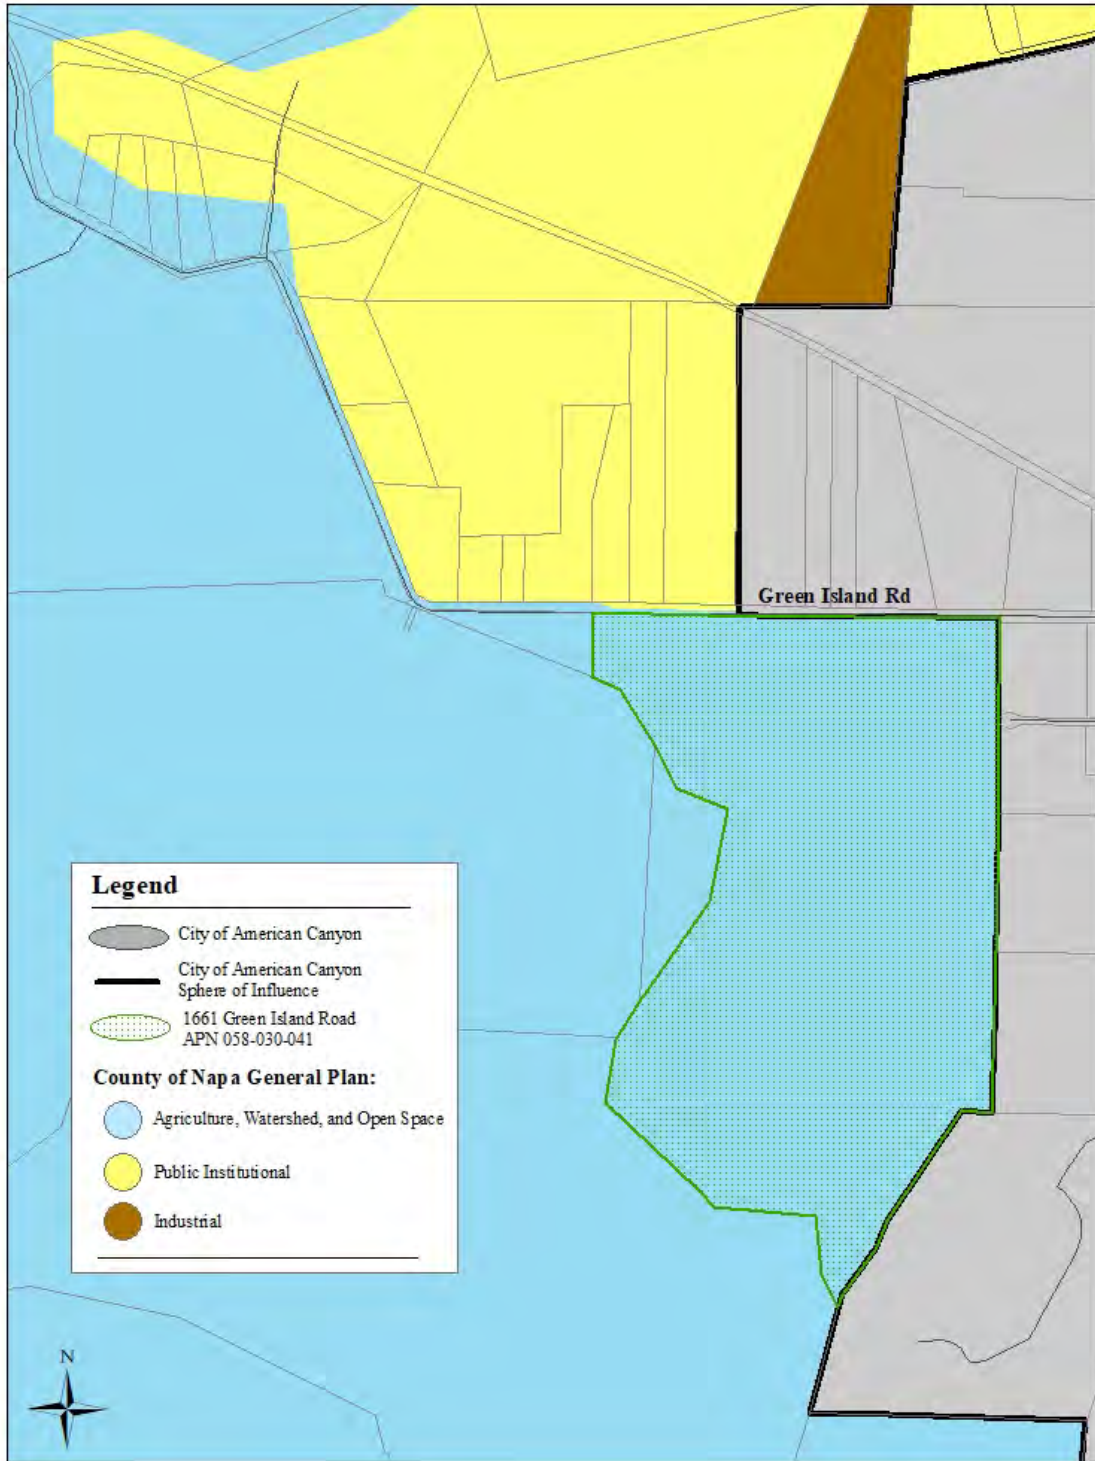 Green Island Rd
Legend
City of American Canyon
City of American Canyon
Sphere of Influence
1661 Green Island Road
APN 058-030-041
County of Napa General Plan:
Agriculture, Watershed, and Open Space
Public Institutional
Industrial
N